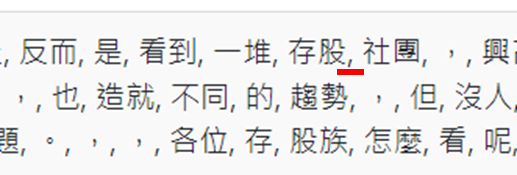 , 反而, 是, 看到, 一堆, 存股, 社團, ，, 興
，, 也, 造就, 不同, 的, 趨勢, ，, 但, 沒人,
題, 。, ，, ，, 各位, 存, 股族, 怎麼, 看, 呢,